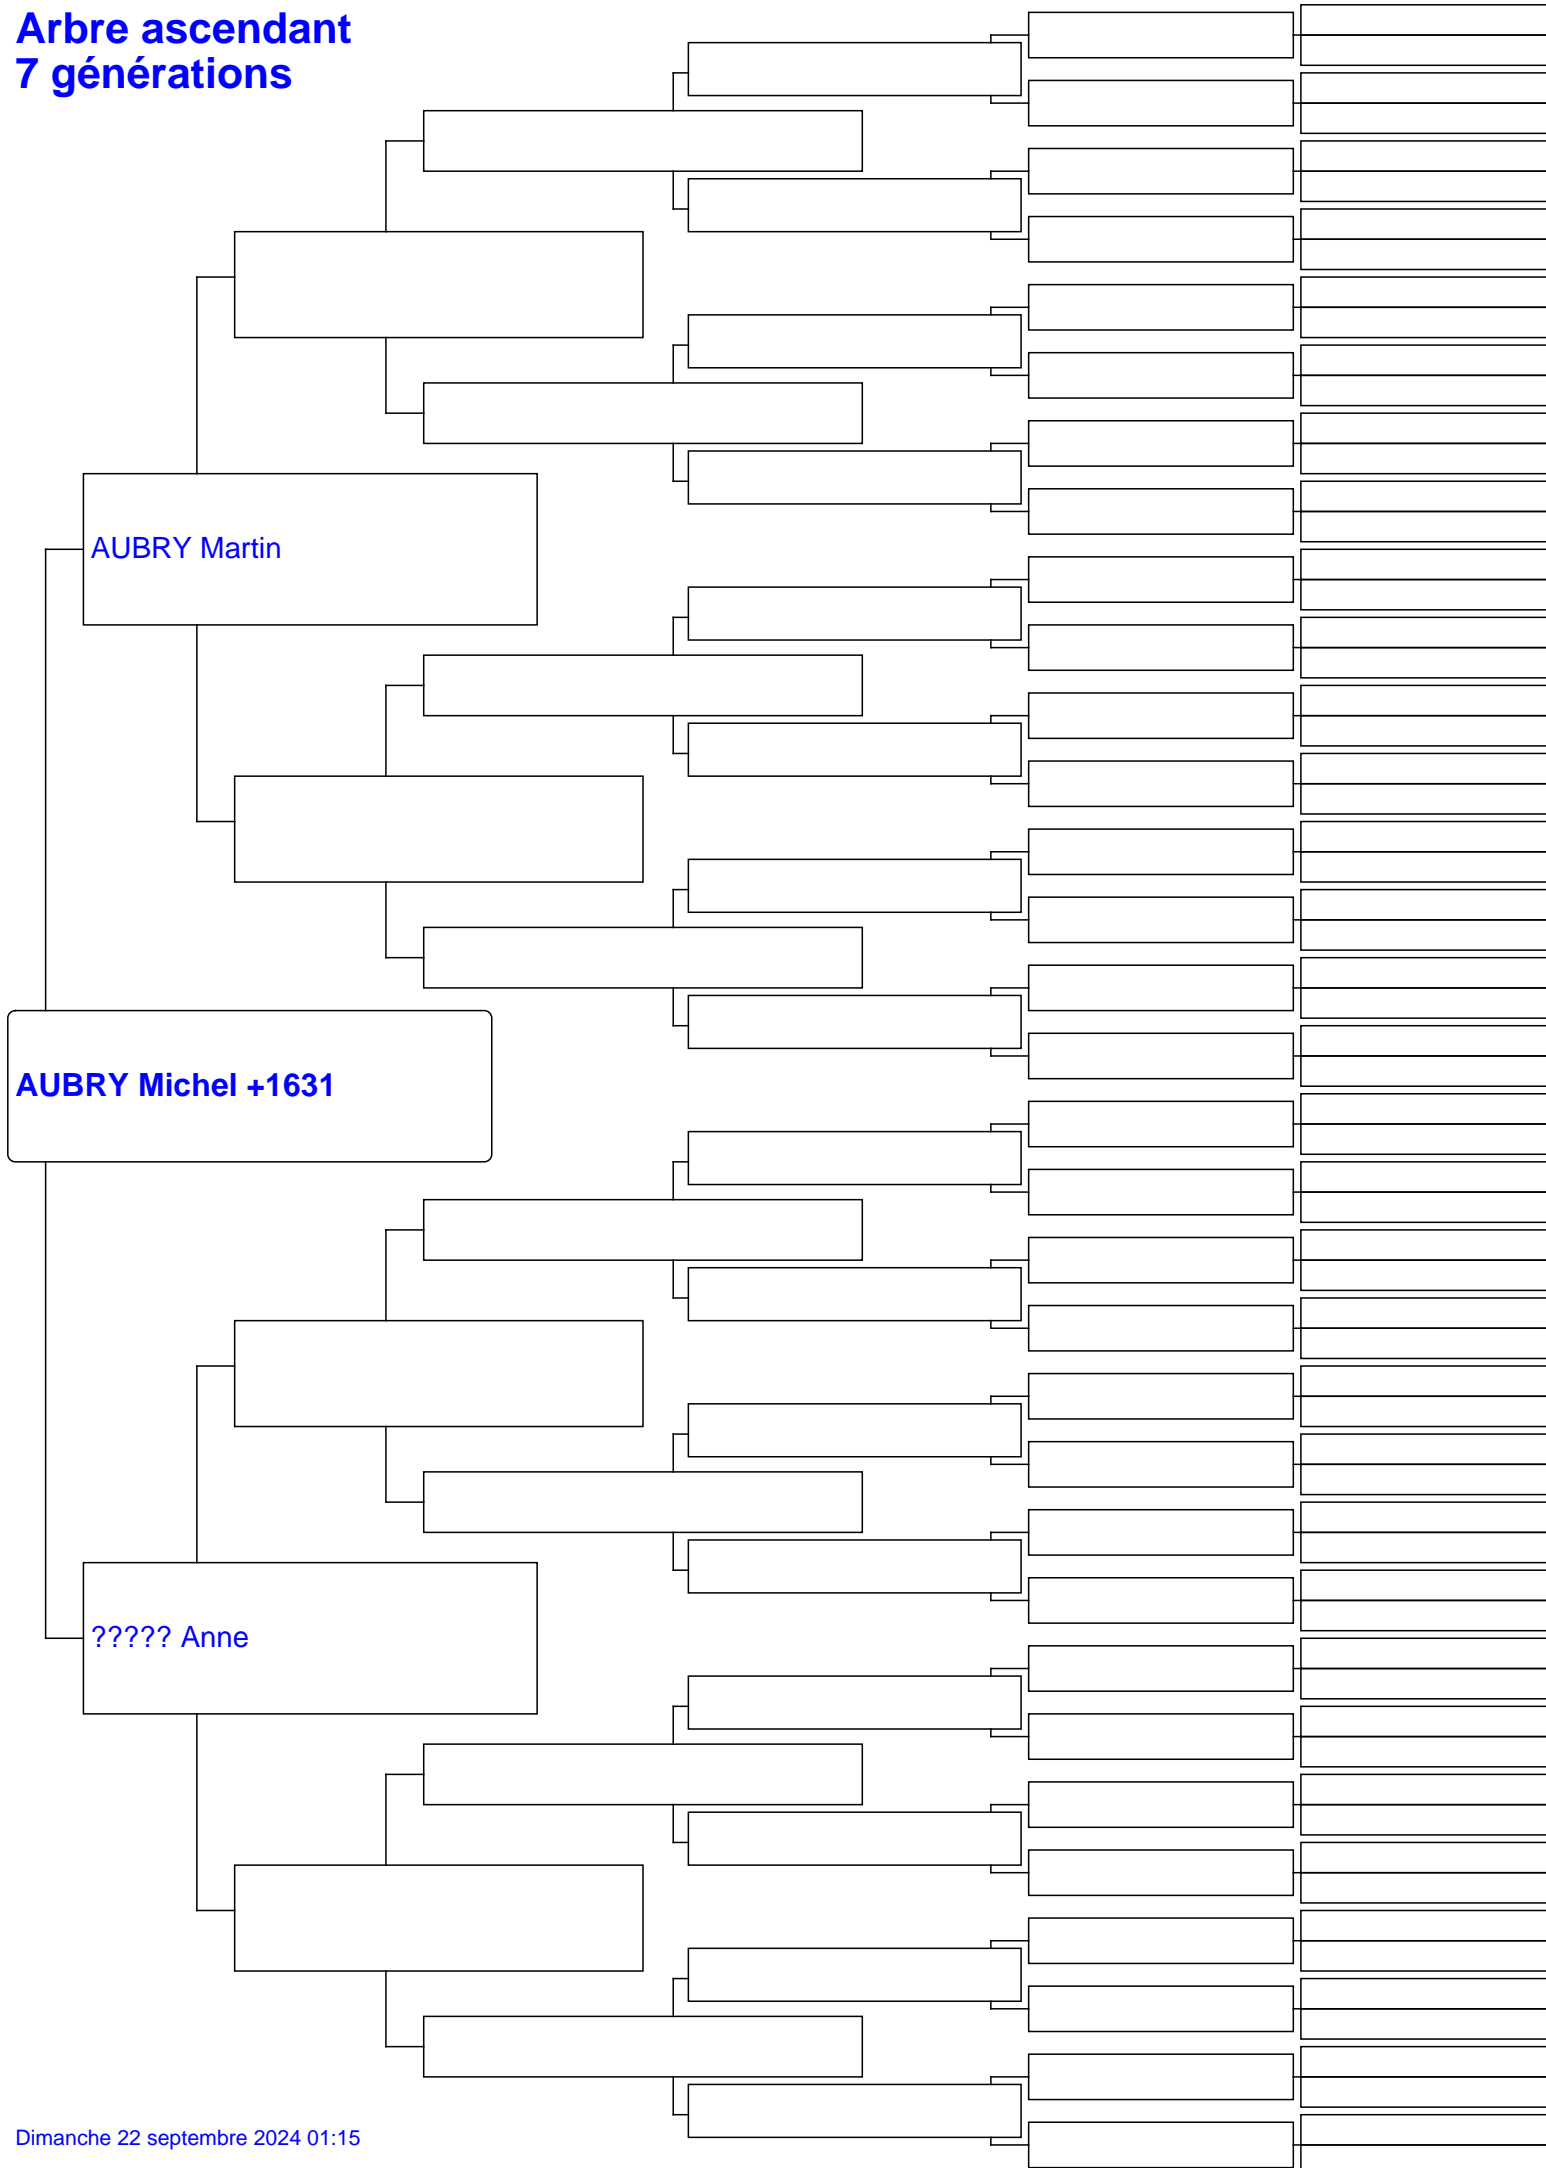 Arbre ascendant
7 générations
AUBRY Martin
AUBRY Michel +1631
????? Anne
Dimanche 22 septembre 2024 01:15